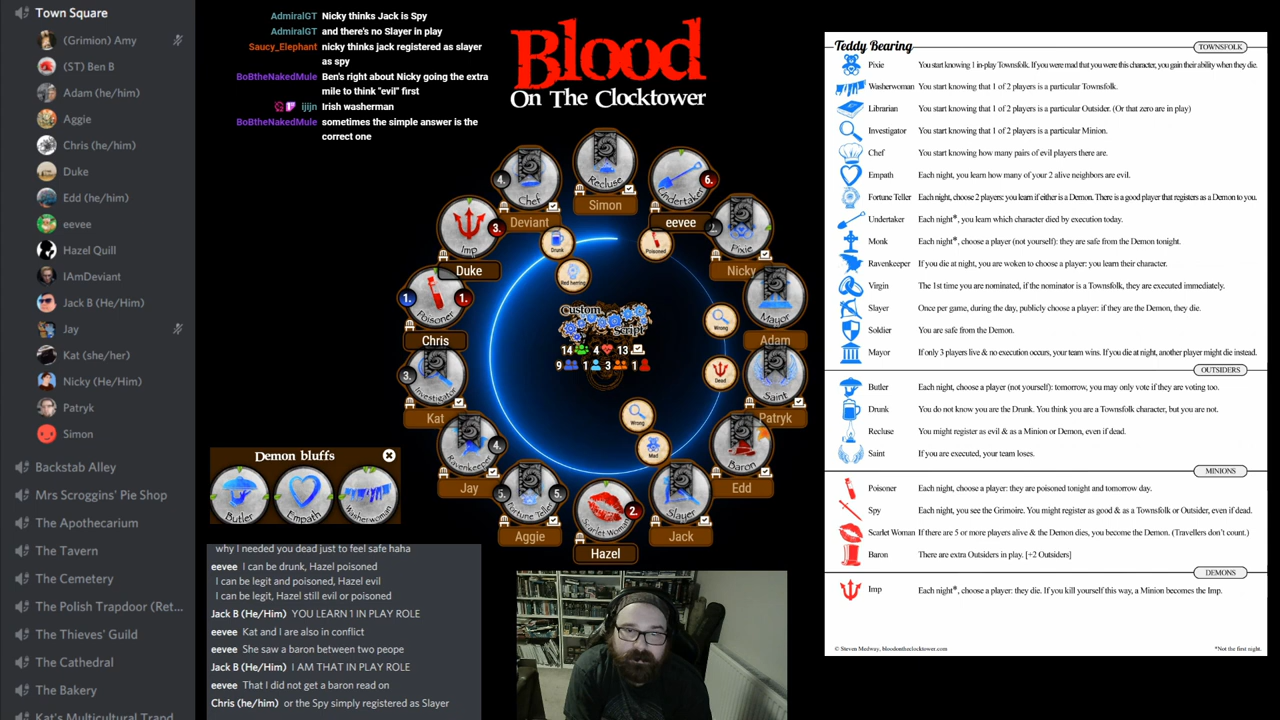 Town Square
(Grimion) Amy
(ST) Ben B
Adam (he/him)
Aggie
Chris (he/him)
Duke
Edd (he/him)
eevee
Hazel Quill
IAmDeviant
Jack B (He/Him)
Jay
Kat (she/her)
Nicky (He/Him)
Patryk
Simon
Backstab Alley
Mrs Scroggins' Pie Shop
The Apothecarium
The Tavern
The Cemetery
The Polish Trapdoor (Ret...
The Thieves' Guild
The Cathedral
The Bakery
Kat's Multicultural Trand
AdmiralGT Nicky thinks Jack is Spy
AdmiralGT and there's no Slayer in play
Saucy_Elephant nicky thinks jack registered as slayer
as spy
BoBtheNakedMule Ben's right about Nicky going the extra
mile to think "evil" first
ijijn Irish washerman
BoBtheNakedMule sometimes the simple answer is the
correct one
Demon bluffs
Butler
Empath
Washerwoman
why I needed you dead just to feel safe haha
eevee I can be drunk, Hazel poisoned
I can be legit and poisoned, Hazel evil
I can be legit, Hazel still evil or poisoned
Jack B (He/Him) YOU LEARN 1 IN PLAY ROLE
eevee Kat and I are also in conflict
eevee She saw a baron between two peope
Jack B (He/Him) I AM THAT IN PLAY ROLE
eevee That I did not get a baron read on
Chris (he/him) or the Spy simply registered as Slayer
Blood
On The Clocktower
Recluse
Simon
Undertaker
6.
eevee
Poisoned
Pixie
Nicky
Mayor
Adam
Wrong
Saint
Patryk
Dead
Baron
Edd
Slayer
Jack
Mad
Wrong
Scarlet Woman
2.
Hazel
Fortune Teller
5.
5.
Aggie
Ravenkeeper
4.
Jay
Investigator
3.
Kat
Poisoner
1.
1.
Chris
Imp
3.
Duke
Chef
4.
Deviant
Drunk
Red herring
Custom
Script
14 4 13
9 1 3 1
Teddy Bearing
TOWNSFOLK
Pixie You start knowing 1 in-play Townsfolk. If you were mad that you were this character, you gain their ability when they die.
Washerwoman You start knowing that 1 of 2 players is a particular Townsfolk.
Librarian You start knowing that 1 of 2 players is a particular Outsider. (Or that zero are in play)
Investigator You start knowing that 1 of 2 players is a particular Minion.
Chef You start knowing how many pairs of evil players there are.
Empath Each night, you learn how many of your 2 alive neighbors are evil.
Fortune Teller Each night, choose 2 players: you learn if either is a Demon. There is a good player that registers as a Demon to you.
Undertaker Each night*, you learn which character died by execution today.
Monk Each night*, choose a player (not yourself): they are safe from the Demon tonight.
Ravenkeeper If you die at night, you are woken to choose a player: you learn their character.
Virgin The 1st time you are nominated, if the nominator is a Townsfolk, they are executed immediately.
Slayer Once per game, during the day, publicly choose a player: if they are the Demon, they die.
Soldier You are safe from the Demon.
Mayor If only 3 players live & no execution occurs, your team wins. If you die at night, another player might die instead.
OUTSIDERS
Butler Each night, choose a player (not yourself): tomorrow, you may only vote if they are voting too.
Drunk You do not know you are the Drunk. You think you are a Townsfolk character, but you are not.
Recluse You might register as evil & as a Minion or Demon, even if dead.
Saint If you are executed, your team loses.
MINIONS
Poisoner Each night, choose a player: they are poisoned tonight and tomorrow day.
Spy Each night, you see the Grimoire. You might register as good & as a Townsfolk or Outsider, even if dead.
Scarlet Woman If there are 5 or more players alive & the Demon dies, you become the Demon. (Travellers don't count.)
Baron There are extra Outsiders in play. [+2 Outsiders]
DEMONS
Imp Each night*, choose a player: they die. If you kill yourself this way, a Minion becomes the Imp.
© Steven Medway, bloodontheclocktower.com
*Not the first night.